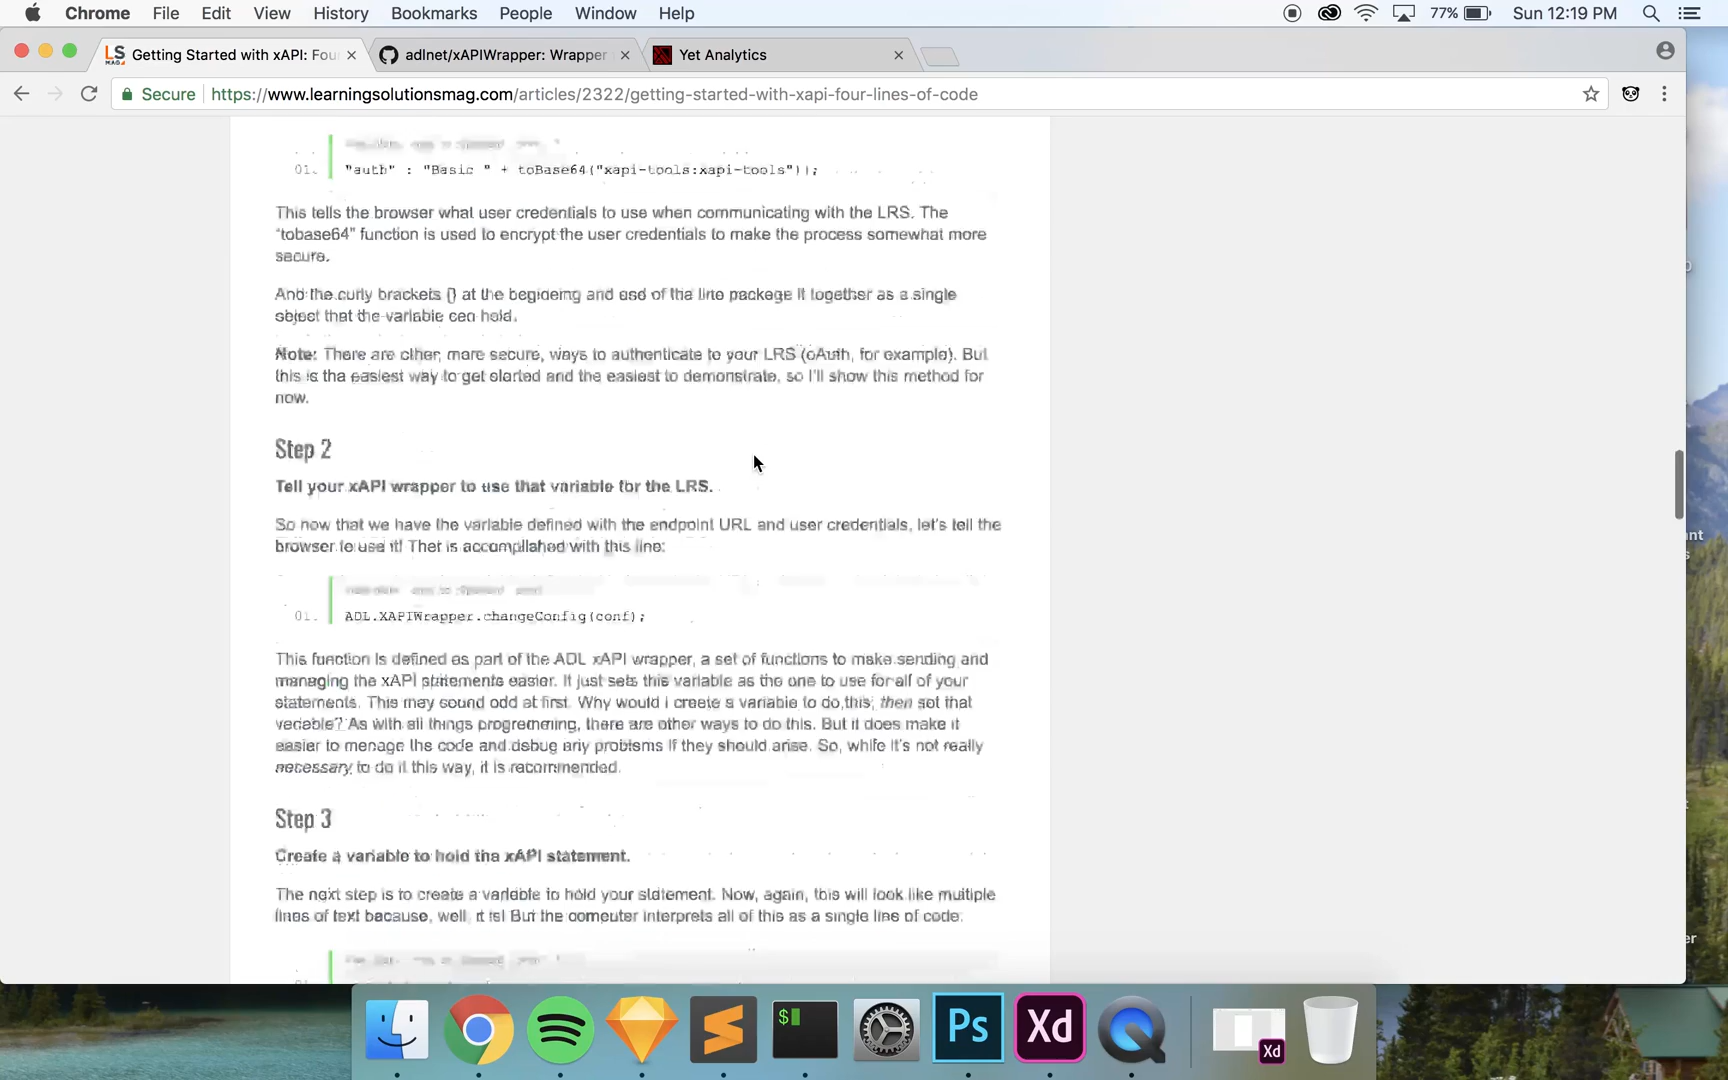 Chrome File Edit View History Bookmarks People Window Help 77% Sun 12:19 PM
LS MAG. Getting Started with xAPI: Fou adlnet/xAPIWrapper: Wrapper Yet Analytics
Secure https://www.learningsolutionsmag.com/articles/2322/getting-started-with-xapi-four-lines-of-code
01. "auth" : "Basic " + toBase64("xapi-tools:xapi-tools"));
This tells the browser what user credentials to use when communicating with the LRS. The
"tobase64" function is used to encrypt the user credentials to make the process somewhat more
secure.
And the curly brackets {} at the beginning and end of the line package it together as a single
object that the variable can hold.
Note: There are other, more secure, ways to authenticate to your LRS (oAuth, for example). But
this is the easiest way to get started and the easiest to demonstrate, so I'll show this method for
now.
Step 2
Tell your xAPI wrapper to use that variable for the LRS.
So now that we have the variable defined with the endpoint URL and user credentials, let's tell the
browser to use it! That is accomplished with this line:
01. ADL.XAPIWrapper.changeConfig(conf);
This function is defined as part of the ADL xAPI wrapper, a set of functions to make sending and
managing the xAPI statements easier. It just sets this variable as the one to use for all of your
statements. This may sound odd at first. Why would I create a variable to do this, then set that
variable? As with all things programming, there are other ways to do this. But it does make it
easier to manage the code and debug any problems if they should arise. So, while it's not really
necessary to do it this way, it is recommended.
Step 3
Create a variable to hold the xAPI statement.
The next step is to create a variable to hold your statement. Now, again, this will look like multiple
lines of text because, well, it is! But the computer interprets all of this as a single line of code:
nt
s
er
$
Ps Xd
Xd